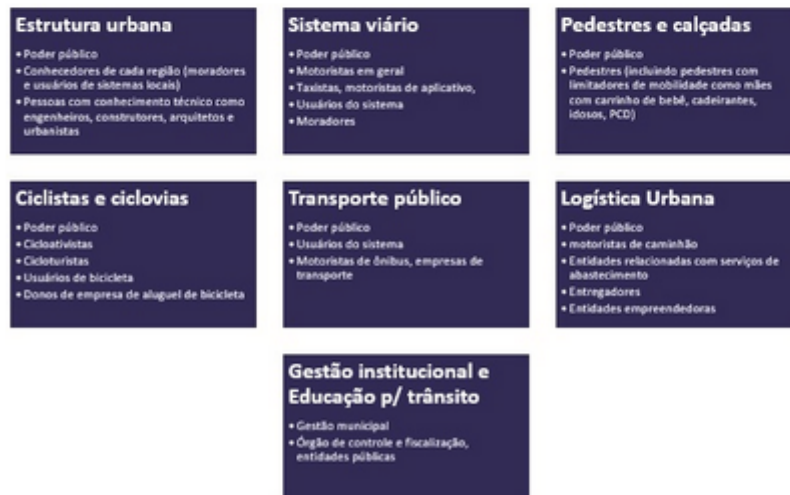 Estrutura urbana
• Poder público
• Conhecedores de cada região (moradores
e usuários de sistemas locais)
• Pessoas com conhecimento técnico como
engenheiros, construtores, arquitetos e
urbanistas
Sistema viário
• Poder público
• Motoristas em geral
• Taxistas, motoristas de aplicativo,
• Usuários do sistema
• Moradores
Pedestres e calçadas
• Poder público
• Pedestres (incluindo pedestres com
limitadores de mobilidade como mães
com carrinho de bebê, cadeirantes,
idosos, PCD)
Ciclistas e ciclovias
• Poder público
• Cicloativistas
• Cicloturistas
• Usuários de bicicleta
• Donos de empresa de aluguel de bicicleta
Transporte público
• Poder público
• Usuários do sistema
• Motoristas de ônibus, empresas de
transporte
Logística Urbana
• Poder público
• motoristas de caminhão
• Entidades relacionadas com serviços de
abastecimento
• Entregadores
• Entidades empreendedoras
Gestão institucional e
Educação p/ trânsito
• Gestão municipal
• Órgão de controle e fiscalização,
entidades públicas